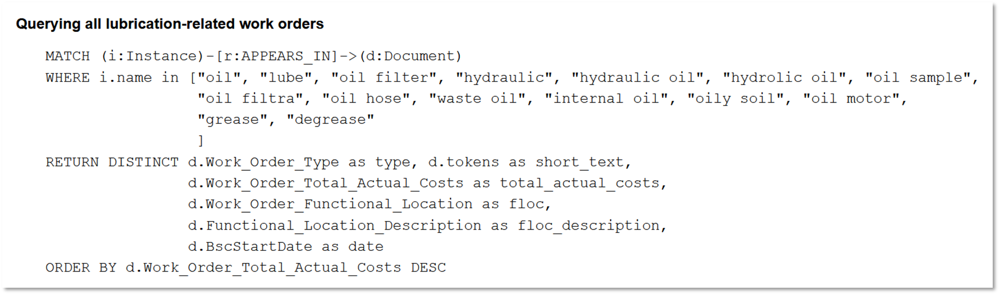 Querying all lubrication-related work orders
MATCH (i:Instance)-[r:APPEARS_IN]->(d:Document)
WHERE i.name in ["oil", "lube", "oil filter", "hydraulic", "hydraulic oil", "hydrolic oil", "oil sample",
"oil filtra", "oil hose", "waste oil", "internal oil", "oily soil", "oil motor",
"grease", "degrease"
]
RETURN DISTINCT d.Work_Order_Type as type, d.tokens as short_text,
d.Work_Order_Total_Actual_Costs as total_actual_costs,
d.Work_Order_Functional_Location as floc,
d.Functional_Location_Description as floc_description,
d.BscStartDate as date
ORDER BY d.Work_Order_Total_Actual_Costs DESC